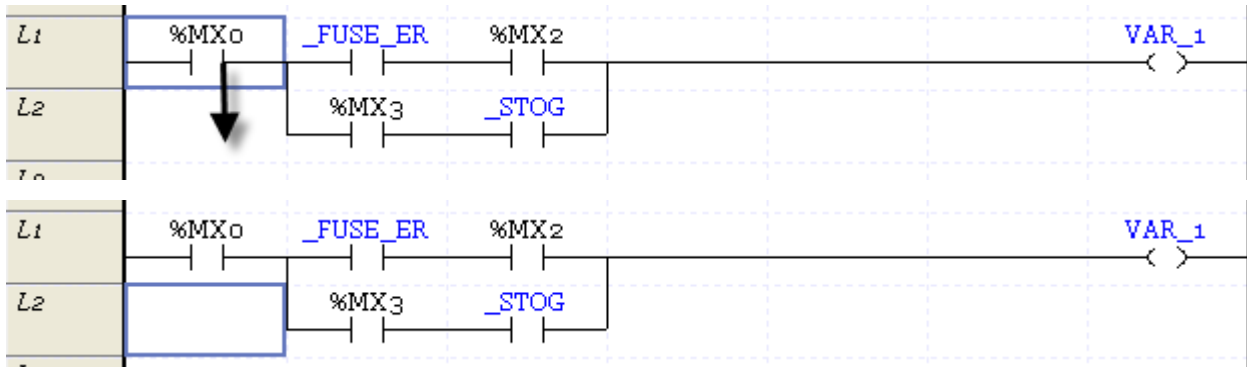 L1 %MX0 _FUSE_ER %MX2 VAR_1
L2 %MX3 _STOG
L1 %MX0 _FUSE_ER %MX2 VAR_1
L2 %MX3 _STOG